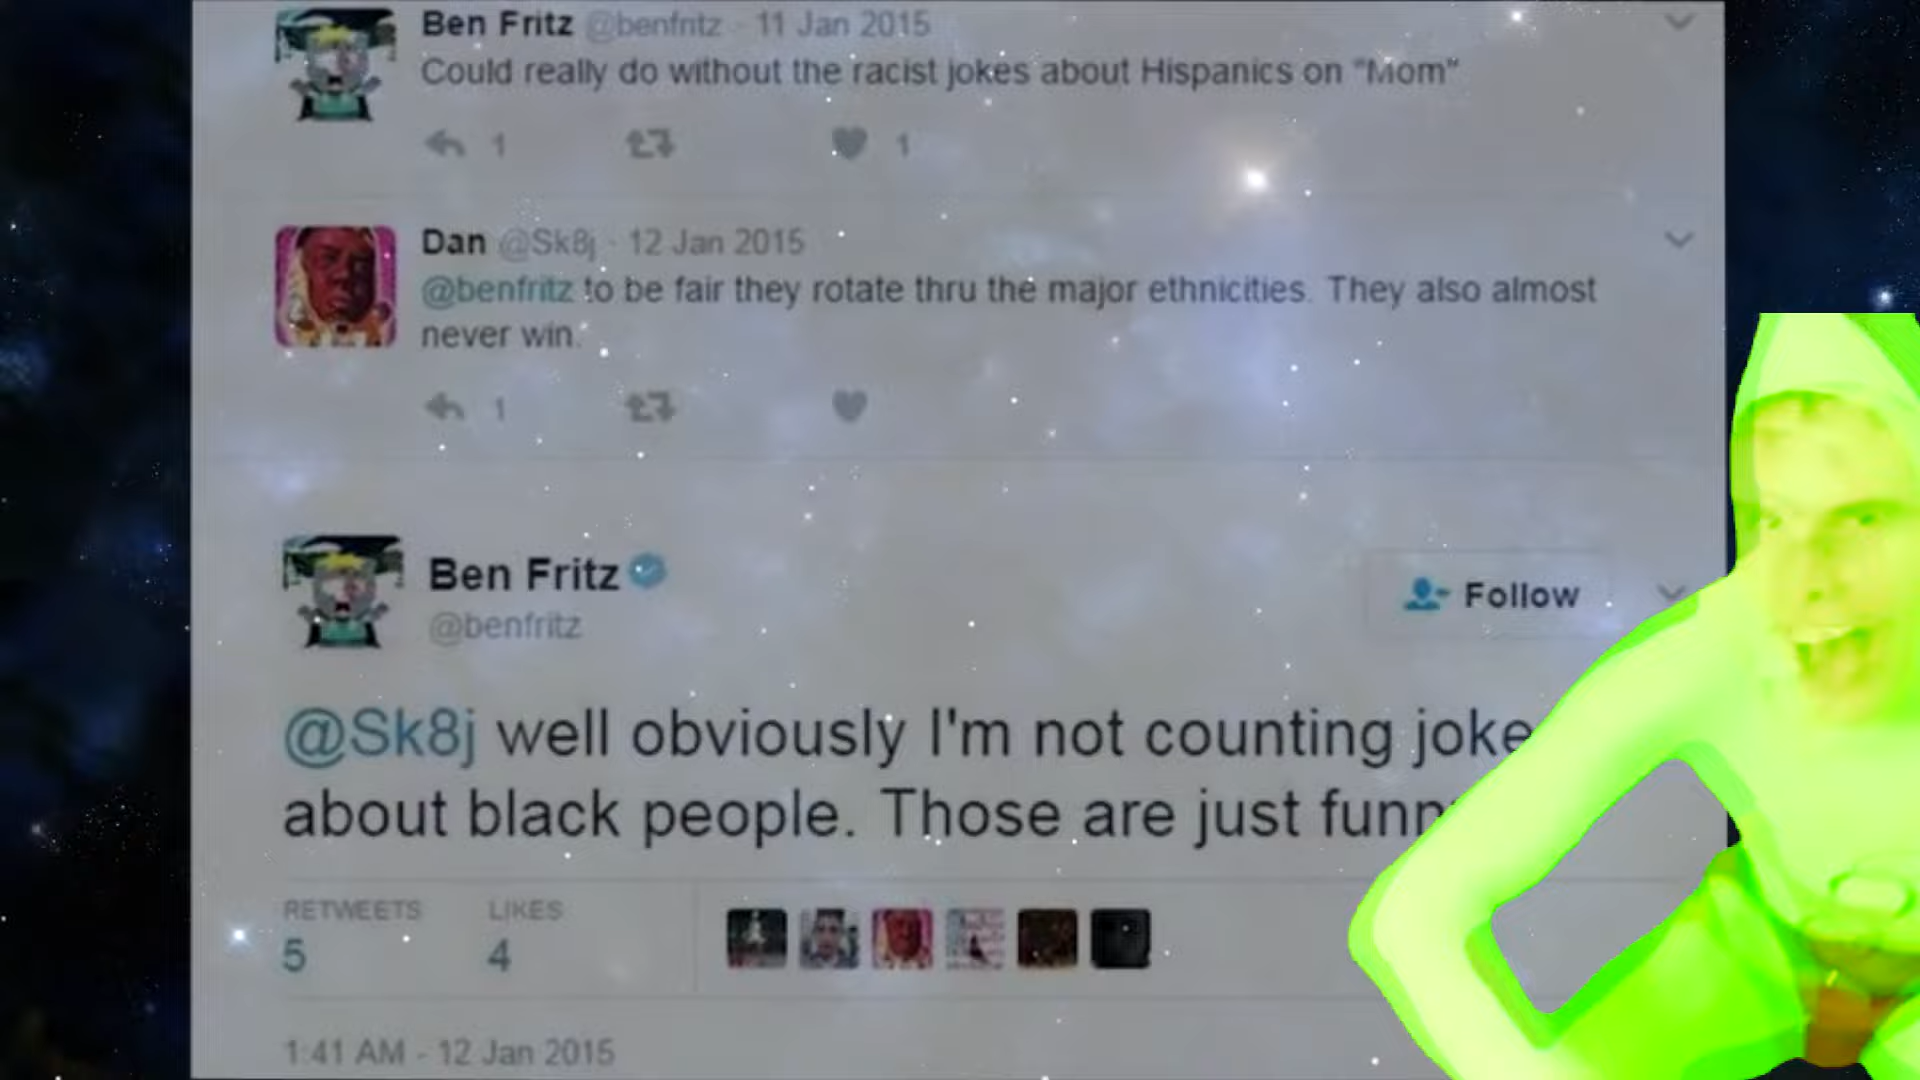 Ben Fritz @benfritz · 11 Jan 2015
Could really do without the racist jokes about Hispanics on "Mom"
1 1
Dan @Sk8j · 12 Jan 2015
@benfritz to be fair they rotate thru the major ethnicities. They also almost
never win.
1
Ben Fritz
@benfritz
Follow
@Sk8j well obviously I'm not counting joke
about black people. Those are just funn
RETWEETS LIKES
5 4
1:41 AM - 12 Jan 2015